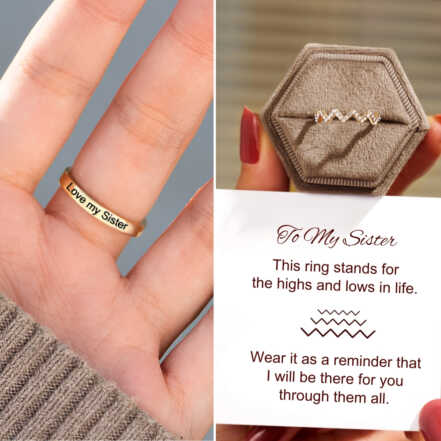 Love my Sister
To My Sister
This ring stands for
the highs and lows in life.
Wear it as a reminder that
I will be there for you
through them all.